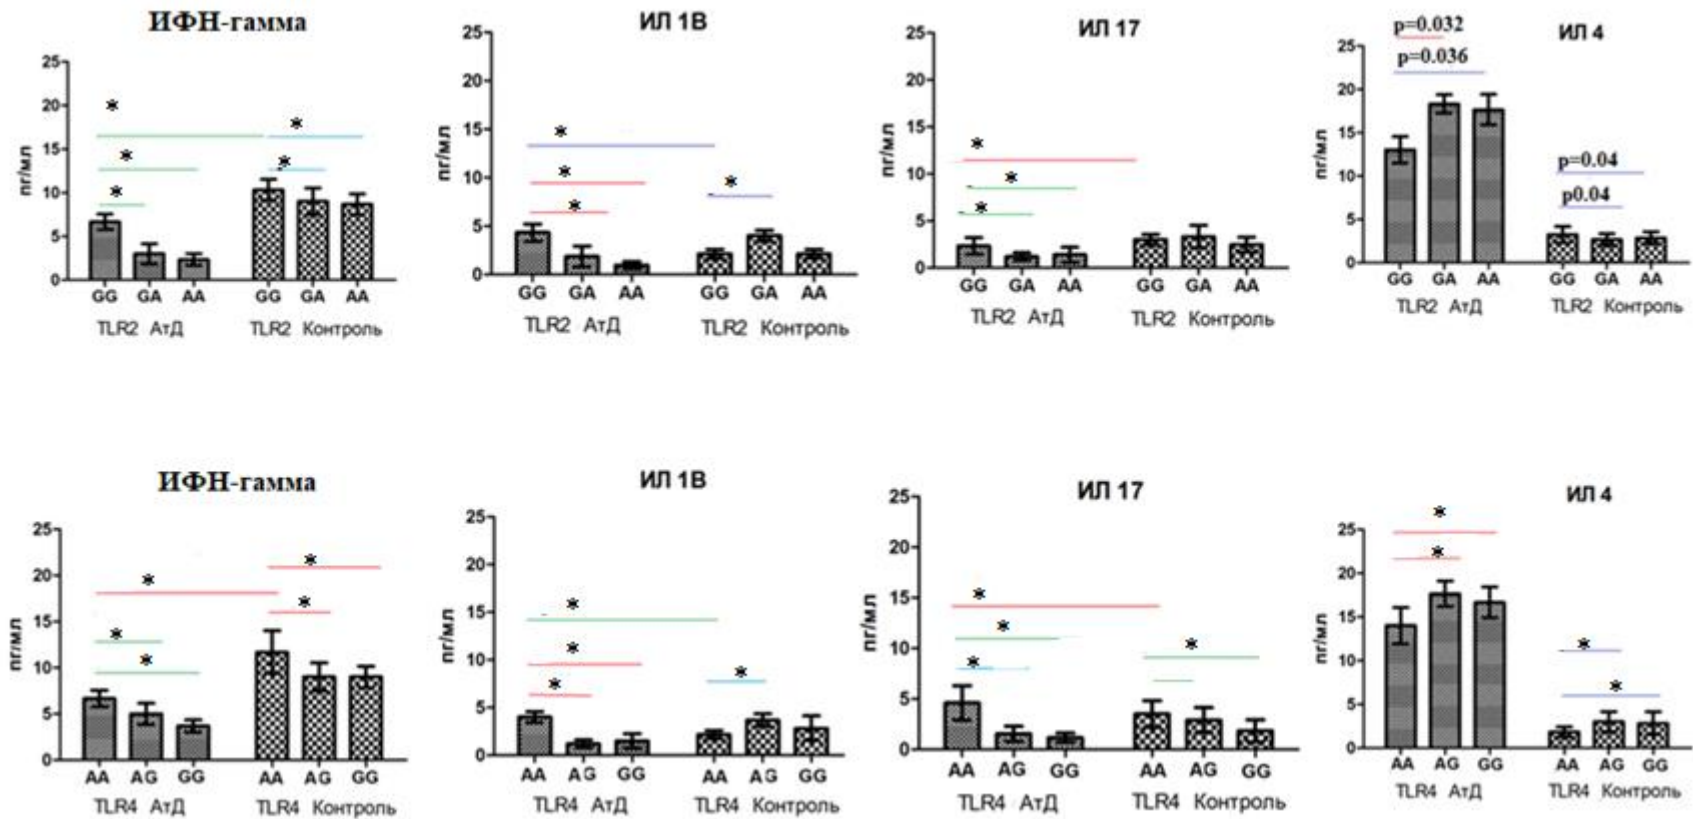 ИФН-гамма
25
20
15
10
5
0
пг/мл
*
*
*
*
*
GG GA AA GG GA AA
TLR2 АтД TLR2 Контроль
ИЛ 1В
25
20
15
10
5
0
пг/мл
*
*
*
*
GG GA AA GG GA AA
TLR2 АтД TLR2 Контроль
ИЛ 17
25
20
15
10
5
0
пг/мл
*
*
*
GG GA AA GG GA AA
TLR2 АтД TLR2 Контроль
ИЛ 4
p=0.032
p=0.036
25
20
15
10
5
0
пг/мл
p=0.04
p0.04
GG GA AA GG GA AA
TLR2 АтД TLR2 Контроль
ИФН-гамма
25
20
15
10
5
0
пг/мл
*
*
*
*
*
AA AG GG AA AG GG
TLR4 АтД TLR4 Контроль
ИЛ 1В
25
20
15
10
5
0
пг/мл
*
*
*
*
AA AG GG AA AG GG
TLR4 АтД TLR4 Контроль
ИЛ 17
25
20
15
10
5
0
пг/мл
*
*
*
*
AA AG GG AA AG GG
TLR4 АтД TLR4 Контроль
ИЛ 4
25
20
15
10
5
0
пг/мл
*
*
*
*
AA AG GG AA AG GG
TLR4 АтД TLR4 Контроль